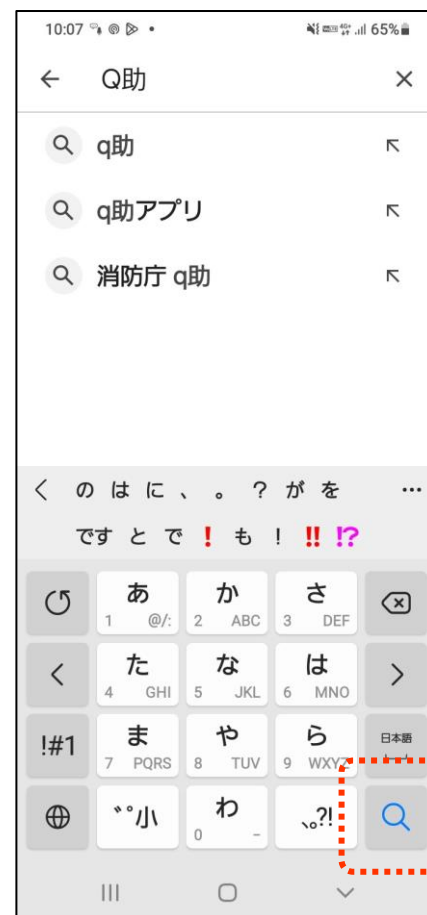 10:07 65%
Q助
q助
q助アプリ
消防庁 q助
の は に 、 。 ? が を
です と で ! も ! !! !?
あ か さ
1 @/: 2 ABC 3 DEF
た な は
4 GHI 5 JKL 6 MNO
!#1 ま や ら 日本語
7 PQRS 8 TUV 9 WXYZ
゛゜小 わ 、。?!
0 -